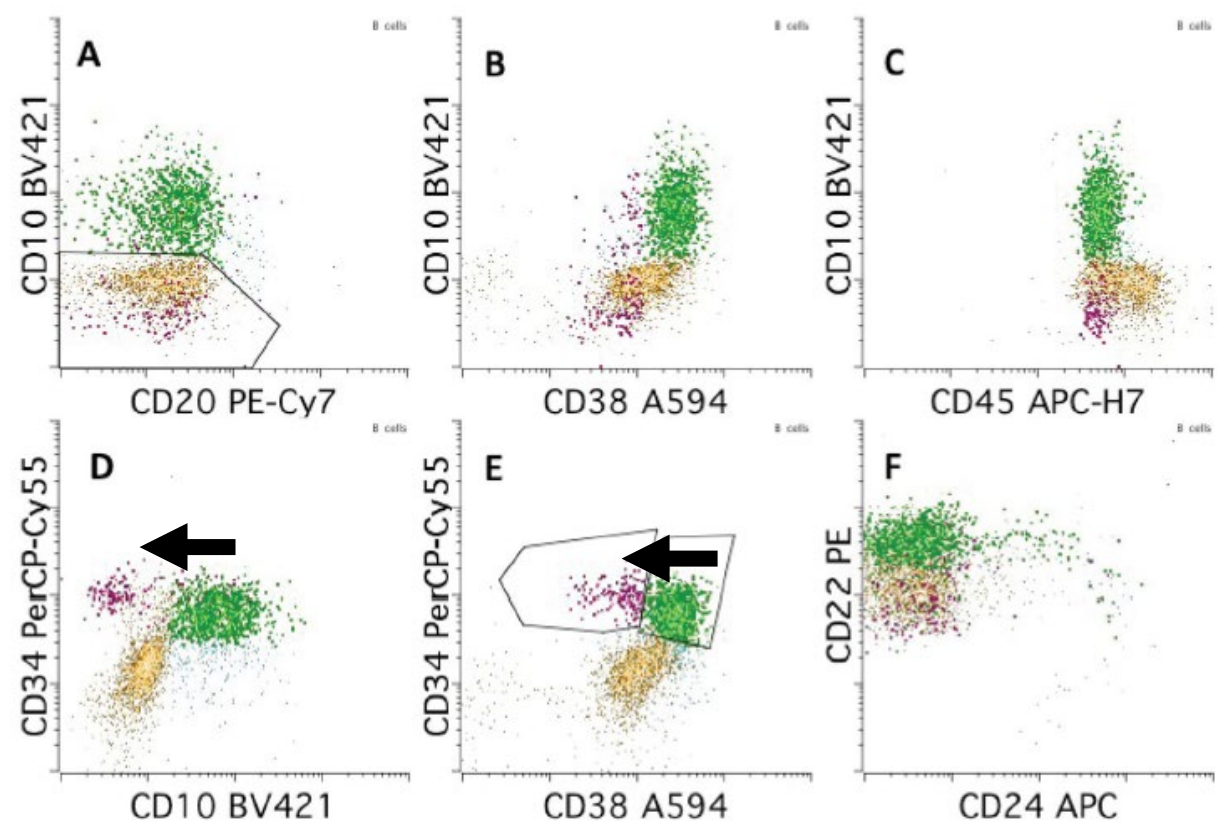 B cells
A
CD10 BV421
CD20 PE-Cy7
B cells
B
CD10 BV421
CD38 A594
B cells
C
CD10 BV421
CD45 APC-H7
B cells
D
CD34 PerCP-Cy55
CD10 BV421
B cells
E
CD34 PerCP-Cy55
CD38 A594
B cells
F
CD22 PE
CD24 APC